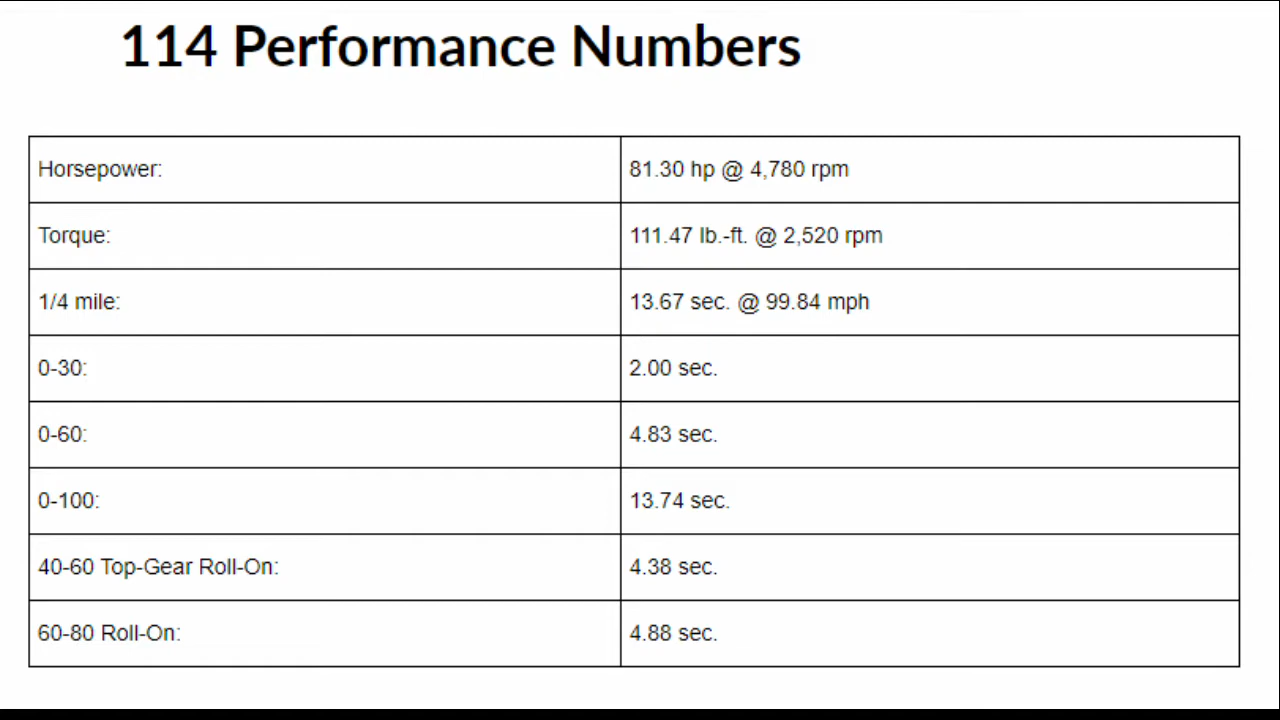 114 Performance Numbers
Horsepower: 81.30 hp @ 4,780 rpm
Torque: 111.47 lb.-ft. @ 2,520 rpm
1/4 mile: 13.67 sec. @ 99.84 mph
0-30: 2.00 sec.
0-60: 4.83 sec.
0-100: 13.74 sec.
40-60 Top-Gear Roll-On: 4.38 sec.
60-80 Roll-On: 4.88 sec.